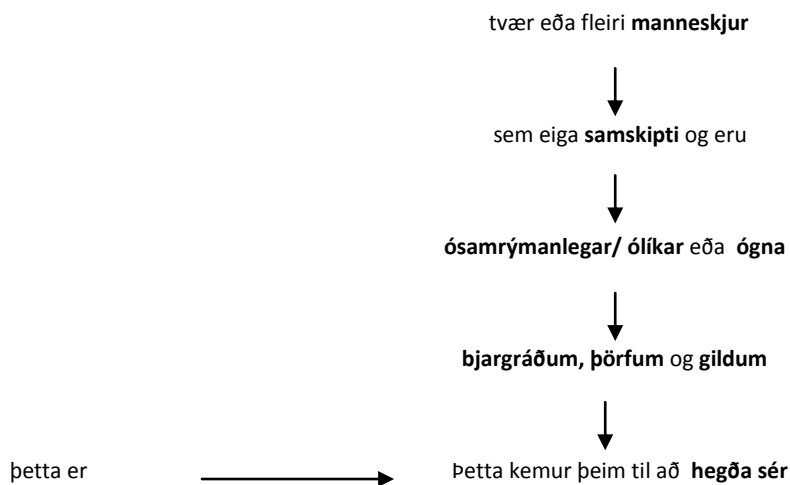 tvær eða fleiri manneskjur
sem eiga samskipti og eru
ósamrýmanlegar/ ólíkar eða ógna
bjargráðum, þörfum og gildum
þetta er
Þetta kemur þeim til að hegða sér